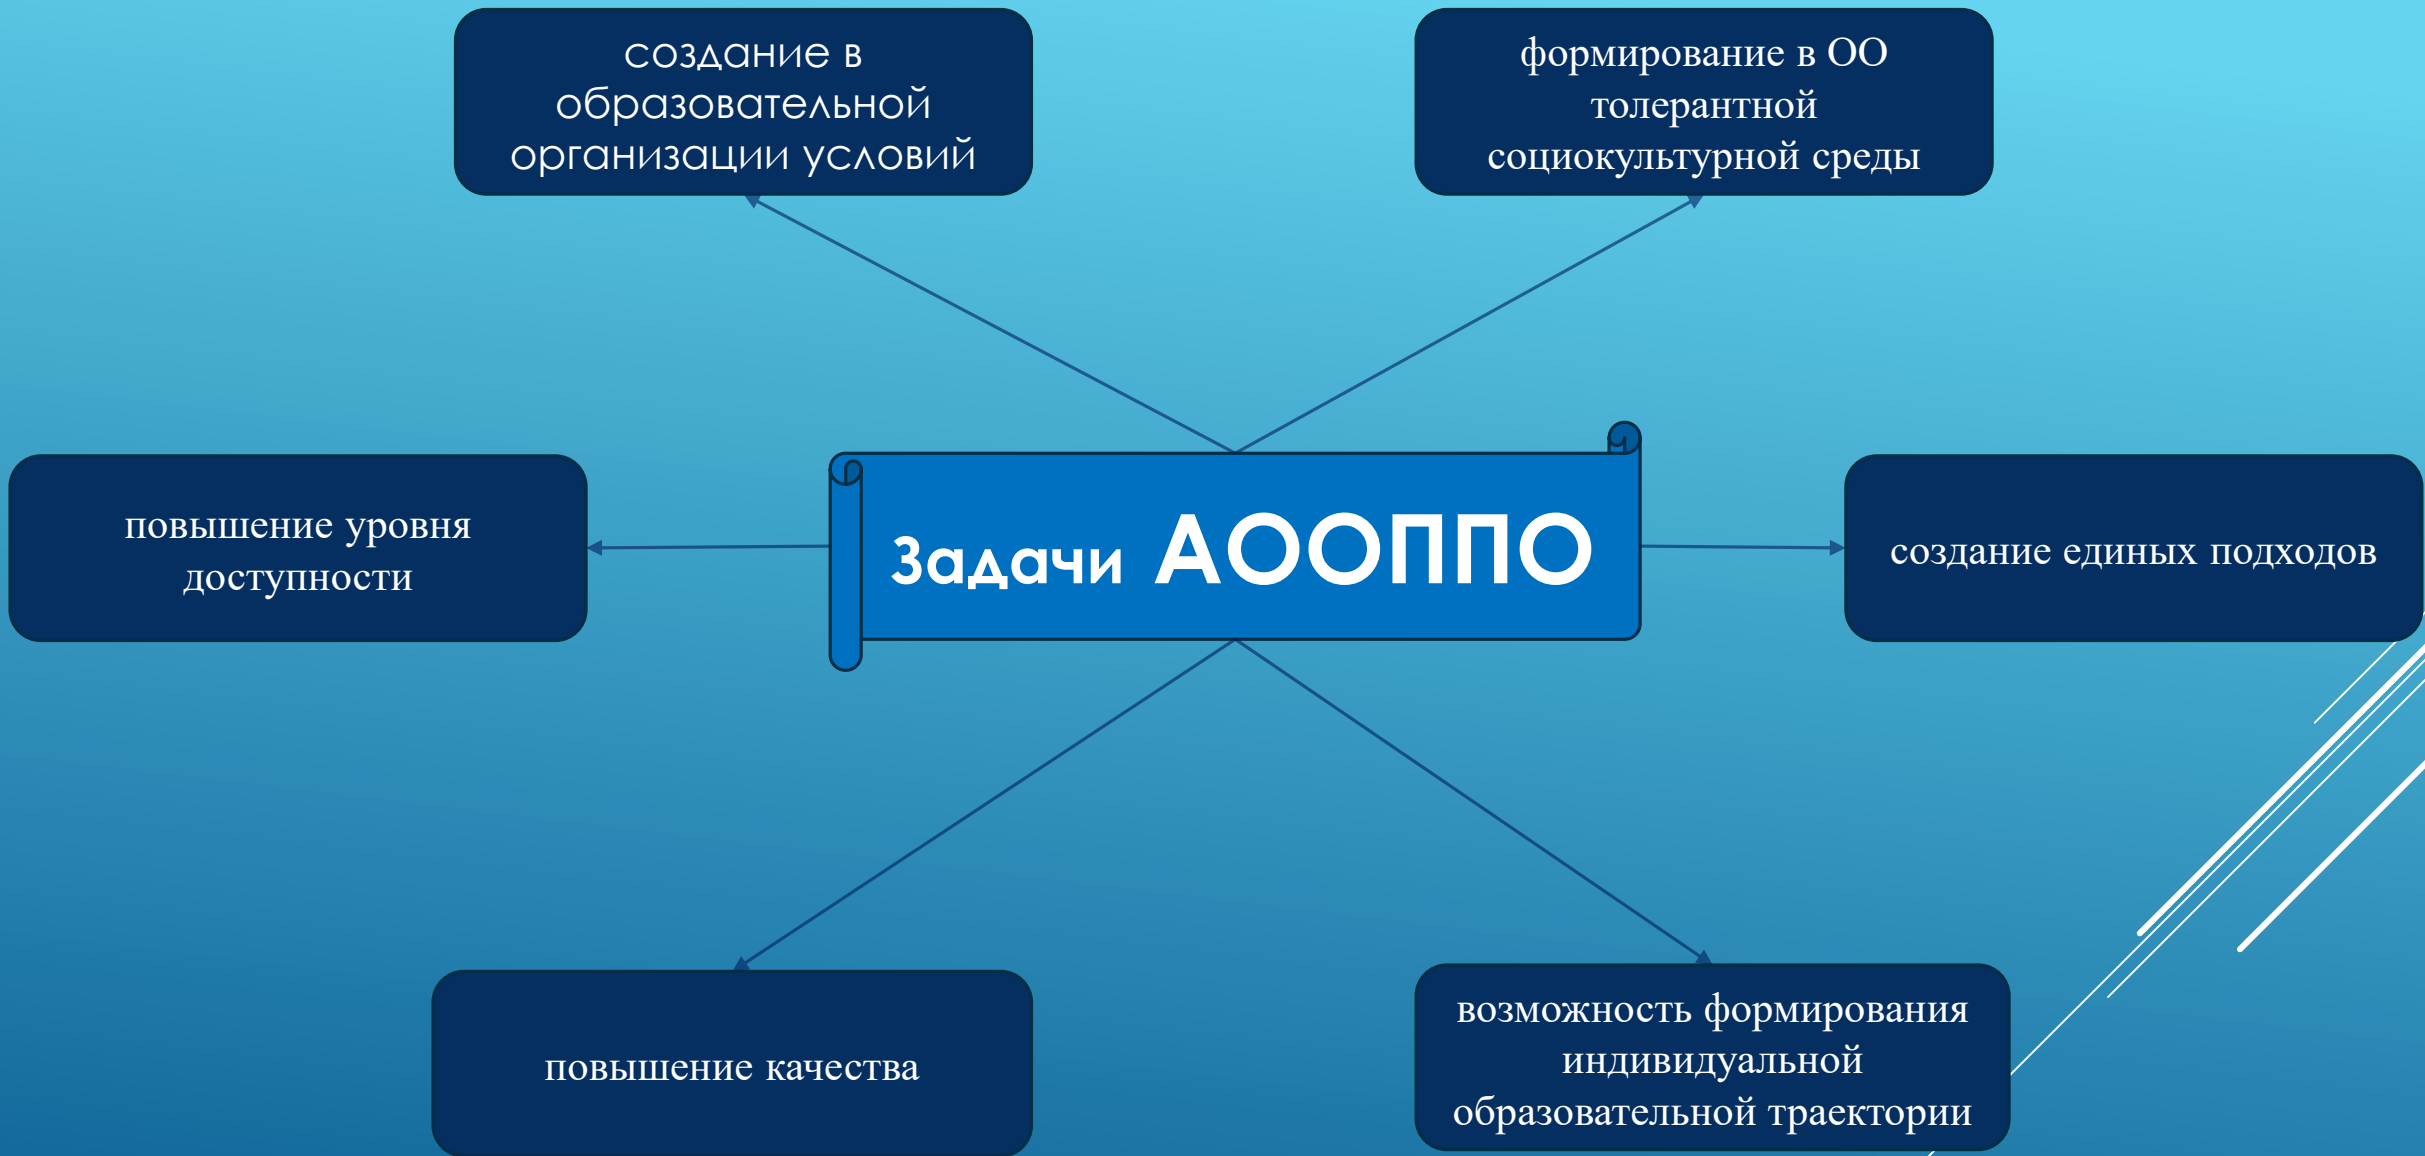 создание в
образовательной
организации условий
формирование в ОО
толерантной
социокультурной среды
повышение уровня
доступности
Задачи АООППО
создание единых подходов
повышение качества
возможность формирования
индивидуальной
образовательной траектории